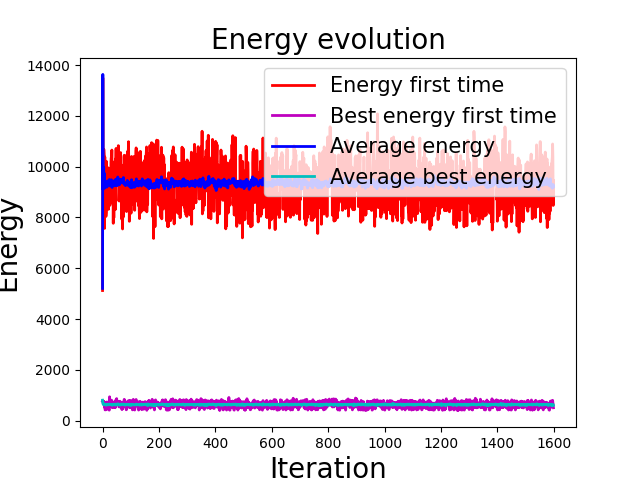 Energy evolution
14000
12000
10000
8000
6000
4000
2000
0
Energy
Energy first time
Best energy first time
Average energy
Average best energy
0 200 400 600 800 1000 1200 1400 1600
Iteration